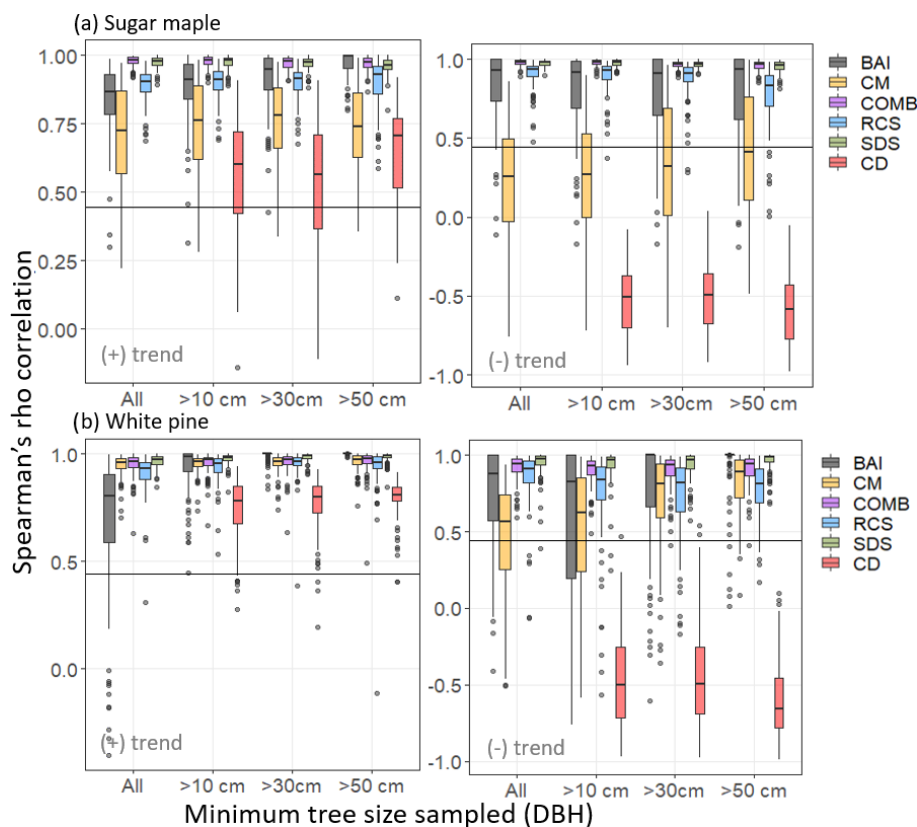 (a) Sugar maple
1.00
0.75
0.50
0.25
0.00
(+) trend
All >10 cm >30cm >50 cm
1.0
0.5
0.0
-0.5
-1.0
(-) trend
All >10 cm >30cm >50 cm
BAI
CM
COMB
RCS
SDS
CD
Spearman's rho correlation
(b) White pine
1.0
0.5
0.0
(+) trend
All >10 cm >30cm >50 cm
1.0
0.5
0.0
-0.5
-1.0
(-) trend
All >10 cm >30cm >50 cm
BAI
CM
COMB
RCS
SDS
CD
Minimum tree size sampled (DBH)